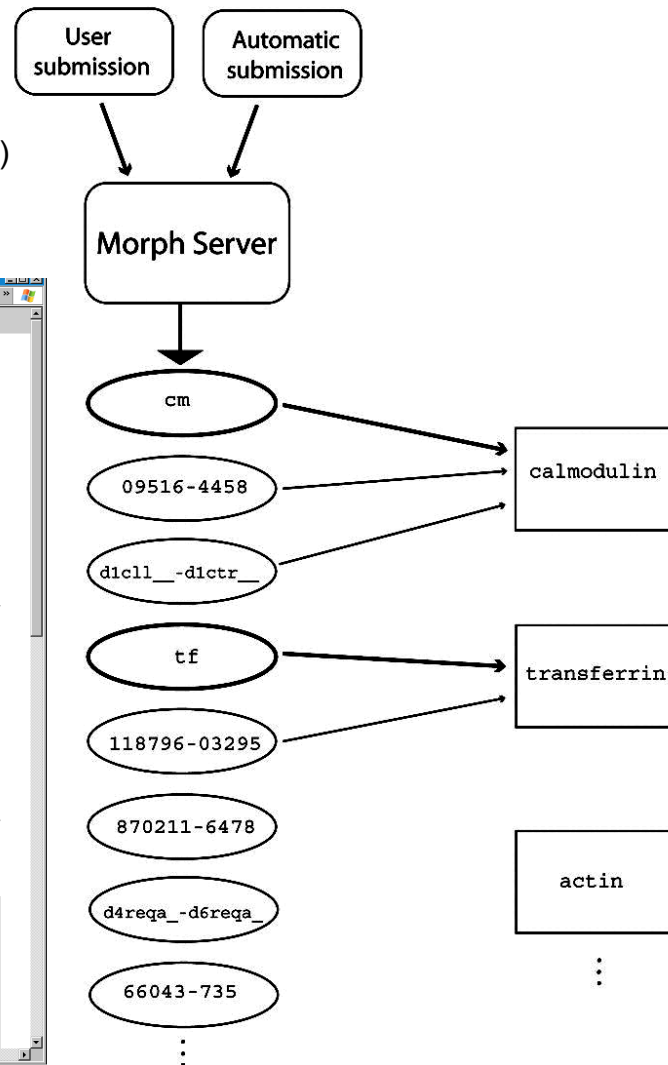 User
submission
Automatic
submission
)
Morph Server
»
cm
09516-4458
calmodulin
d1cll__-d1ctr__
tf
transferrin
118796-03295
870211-6478
actin
d4reqa_-d6reqa_
66043-735